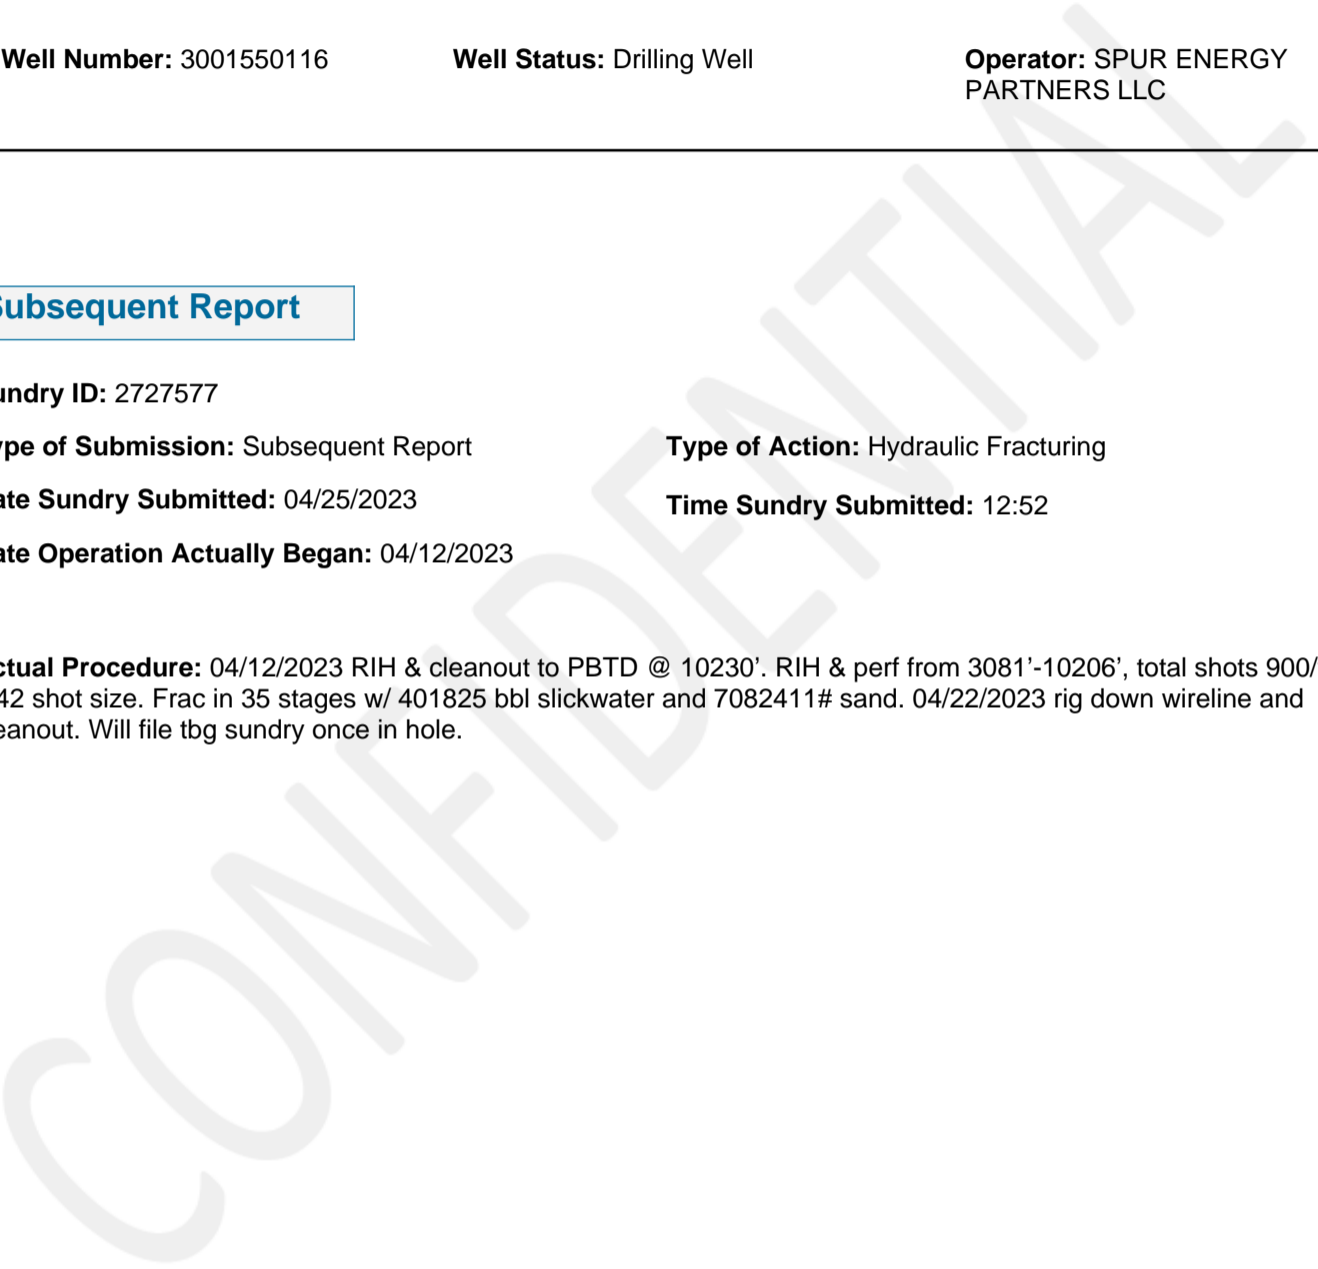 Well Number: 3001550116 Well Status: Drilling Well Operator: SPUR ENERGY
PARTNERS LLC
ubsequent Report
undry ID: 2727577
ype of Submission: Subsequent Report Type of Action: Hydraulic Fracturing
ate Sundry Submitted: 04/25/2023 Time Sundry Submitted: 12:52
ate Operation Actually Began: 04/12/2023
ctual Procedure: 04/12/2023 RIH & cleanout to PBTD @ 10230’. RIH & perf from 3081’-10206’, total shots 900/
42 shot size. Frac in 35 stages w/ 401825 bbl slickwater and 7082411# sand. 04/22/2023 rig down wireline and
eanout. Will file tbg sundry once in hole.
CONFIDENTIAL